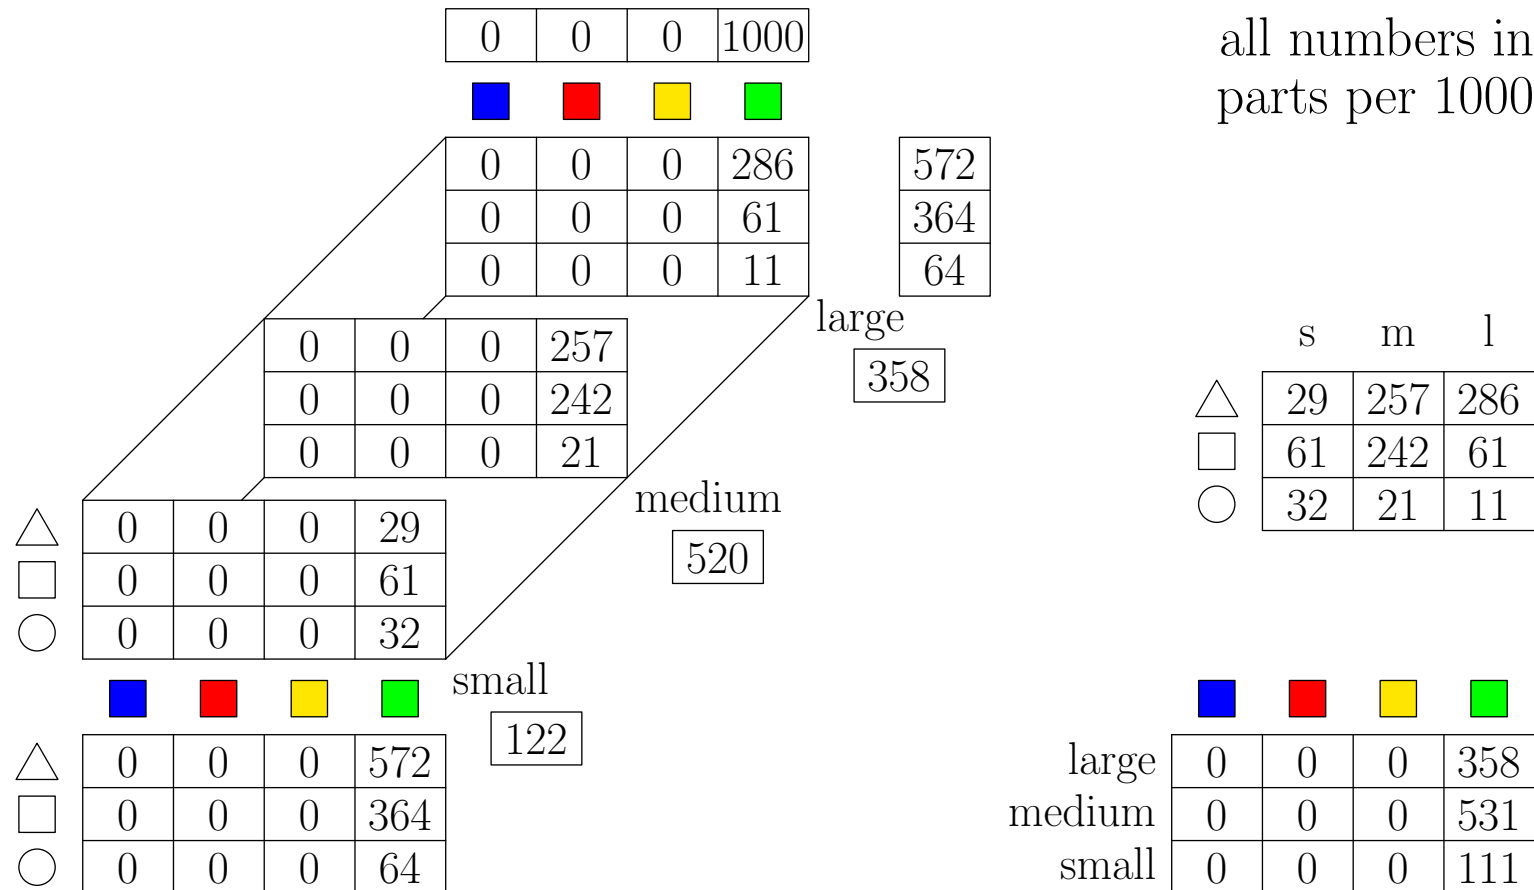 0 0 0 1000
all numbers in
parts per 1000
0 0 0 286 572
0 0 0 61 364
0 0 0 11 64
large
358
0 0 0 257
0 0 0 242
0 0 0 21
medium
520
s m l
29 257 286
61 242 61
32 21 11
0 0 0 29
0 0 0 61
0 0 0 32
small
122
0 0 0 572
0 0 0 364
0 0 0 64
large 0 0 0 358
medium 0 0 0 531
small 0 0 0 111